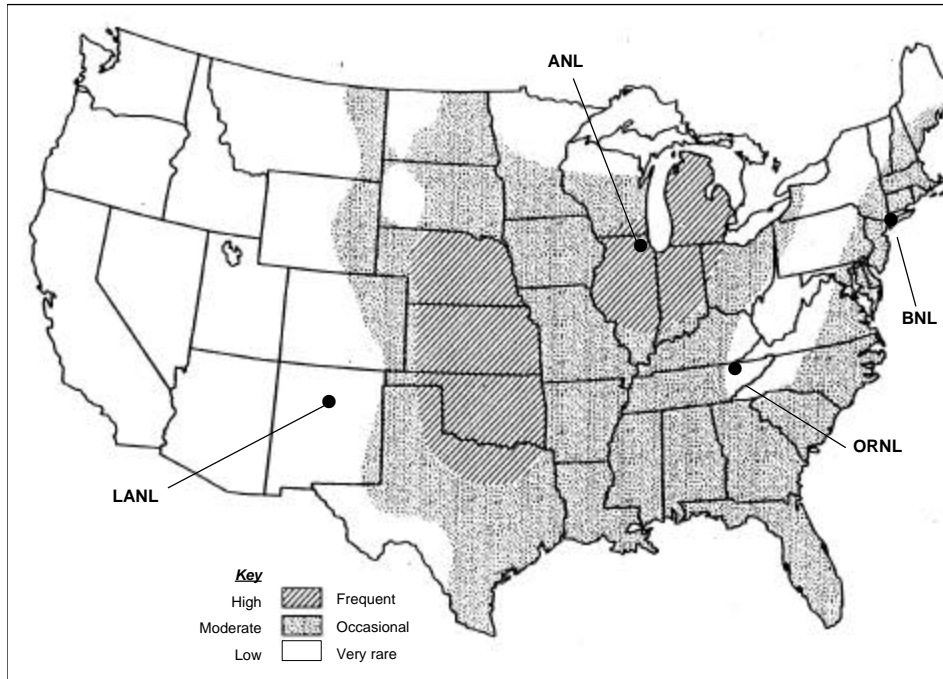 ANL
BNL
ORNL
LANL
Key
High Frequent
Moderate Occasional
Low Very rare